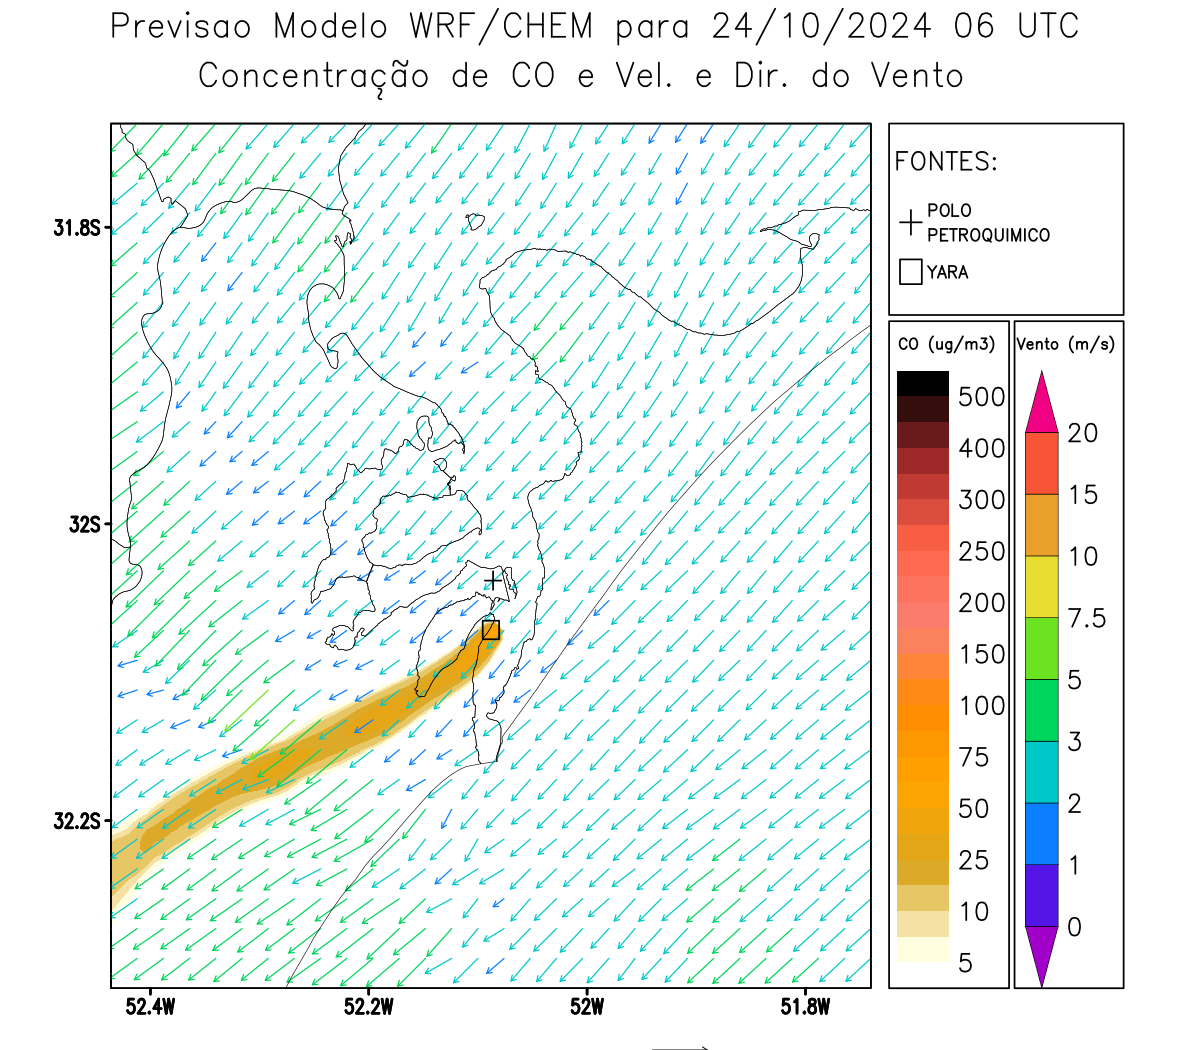 Previsao Modelo WRF/CHEM para 24/10/2024 06 UTC
Concentração de CO e Vel. e Dir. do Vento
FONTES:
POLO
PETROQUIMICO
YARA
31.8S
32S
32.2S
52.4W
52.2W
52W
51.8W
CO (ug/m3)
500
400
300
250
200
150
100
75
50
25
10
5
Vento (m/s)
20
15
10
7.5
5
3
2
1
0